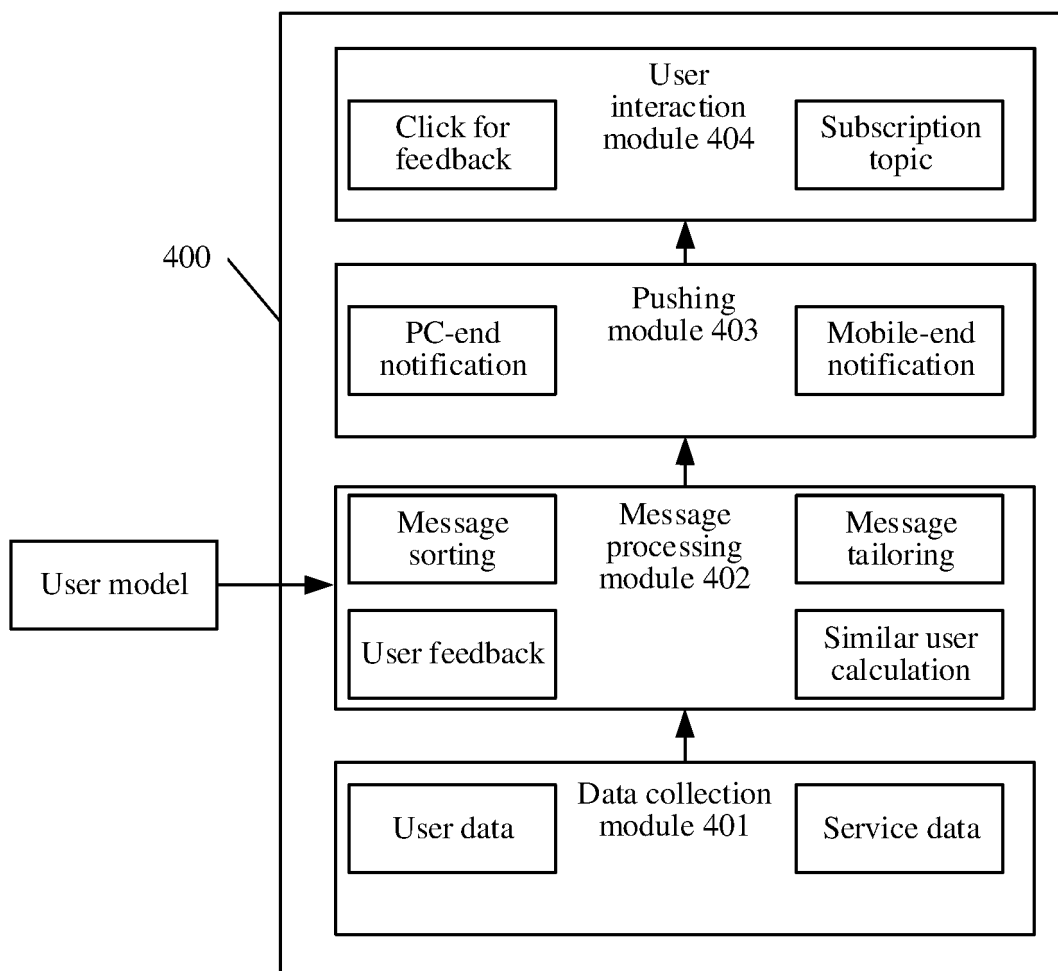 User
interaction
module 404
Click for
feedback
Subscription
topic
400
Pushing
module 403
PC-end
notification
Mobile-end
notification
Message
sorting
Message
processing
module 402
Message
tailoring
User model
User feedback
Similar user
calculation
Data collection
module 401
User data
Service data